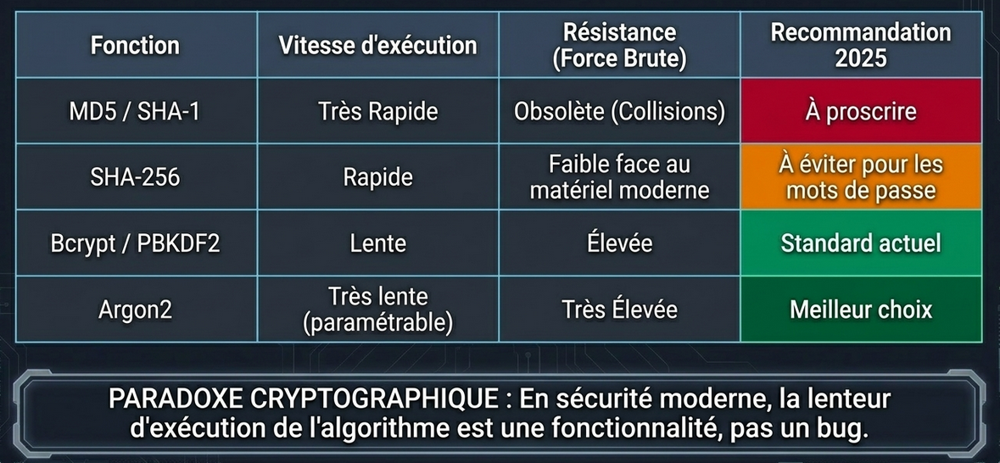 Fonction
Vitesse d'exécution
Résistance
(Force Brute)
Recommandation
2025
MD5 / SHA-1
Très Rapide
Obsolète (Collisions)
À proscrire
SHA-256
Rapide
Faible face au
matériel moderne
À éviter pour les
mots de passe
Bcrypt / PBKDF2
Lente
Élevée
Standard actuel
Argon2
Très lente
(paramétrable)
Très Élevée
Meilleur choix
PARADOXE CRYPTOGRAPHIQUE : En sécurité moderne, la lenteur
d'exécution de l'algorithme est une fonctionnalité, pas un bug.